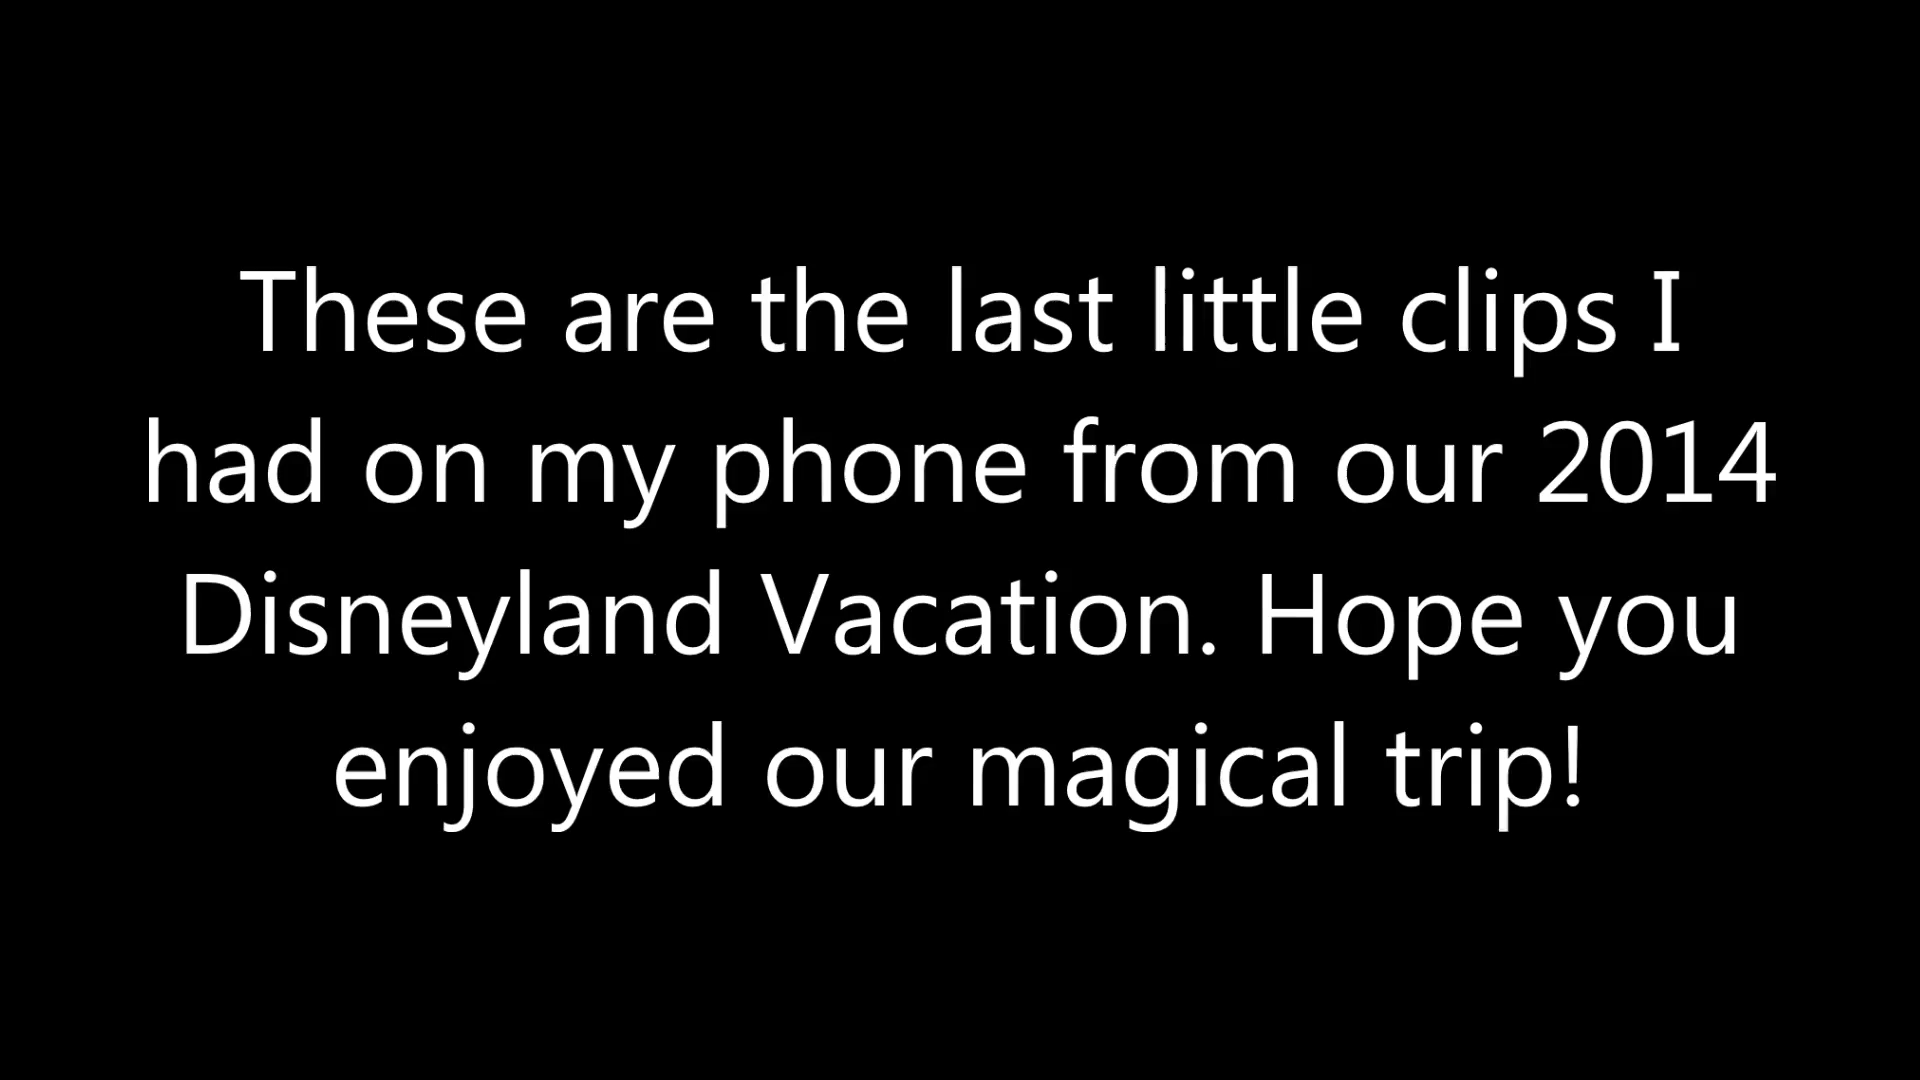 These are the last little clips I
had on my phone from our 2014
Disneyland Vacation. Hope you
enjoyed our magical trip!